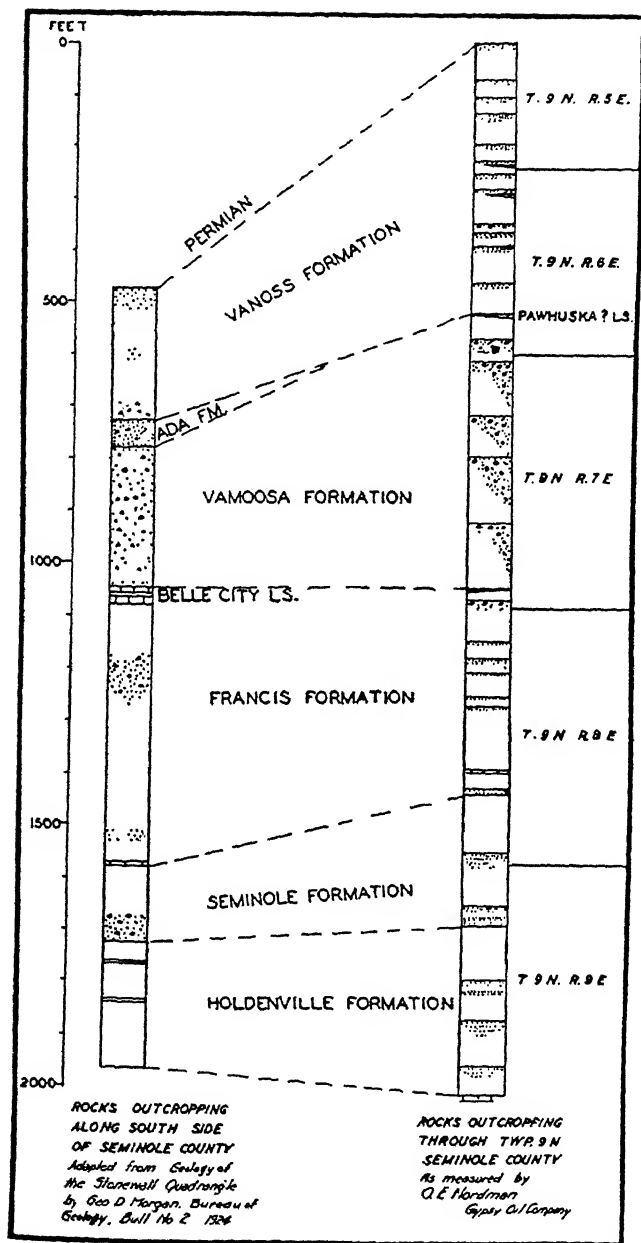 FEET
0
T. 9 N. R. 5 E.
PERMIAN
VANOSS FORMATION
T. 9 N. R. 6 E.
500
PAWHUSKA ? LS.
ADA FM.
VAMOOSA FORMATION
T. 9 N R. 7 E
1000
BELLE CITY LS.
FRANCIS FORMATION
T. 9 N R. 8 E
1500
SEMINOLE FORMATION
HOLDENVILLE FORMATION
T 9 N. R. 9 E
2000
ROCKS OUTCROPPING
ALONG SOUTH SIDE
OF SEMINOLE COUNTY
Adapted from Geology of
the Stonewall Quadrangle
by Geo D. Morgan. Bureau of
Geology, Bull No 2 1924
ROCKS OUTCROPPING
THROUGH TWP. 9 N
SEMINOLE COUNTY
As measured by
O. E. Nordman
Gypsy Oil Company